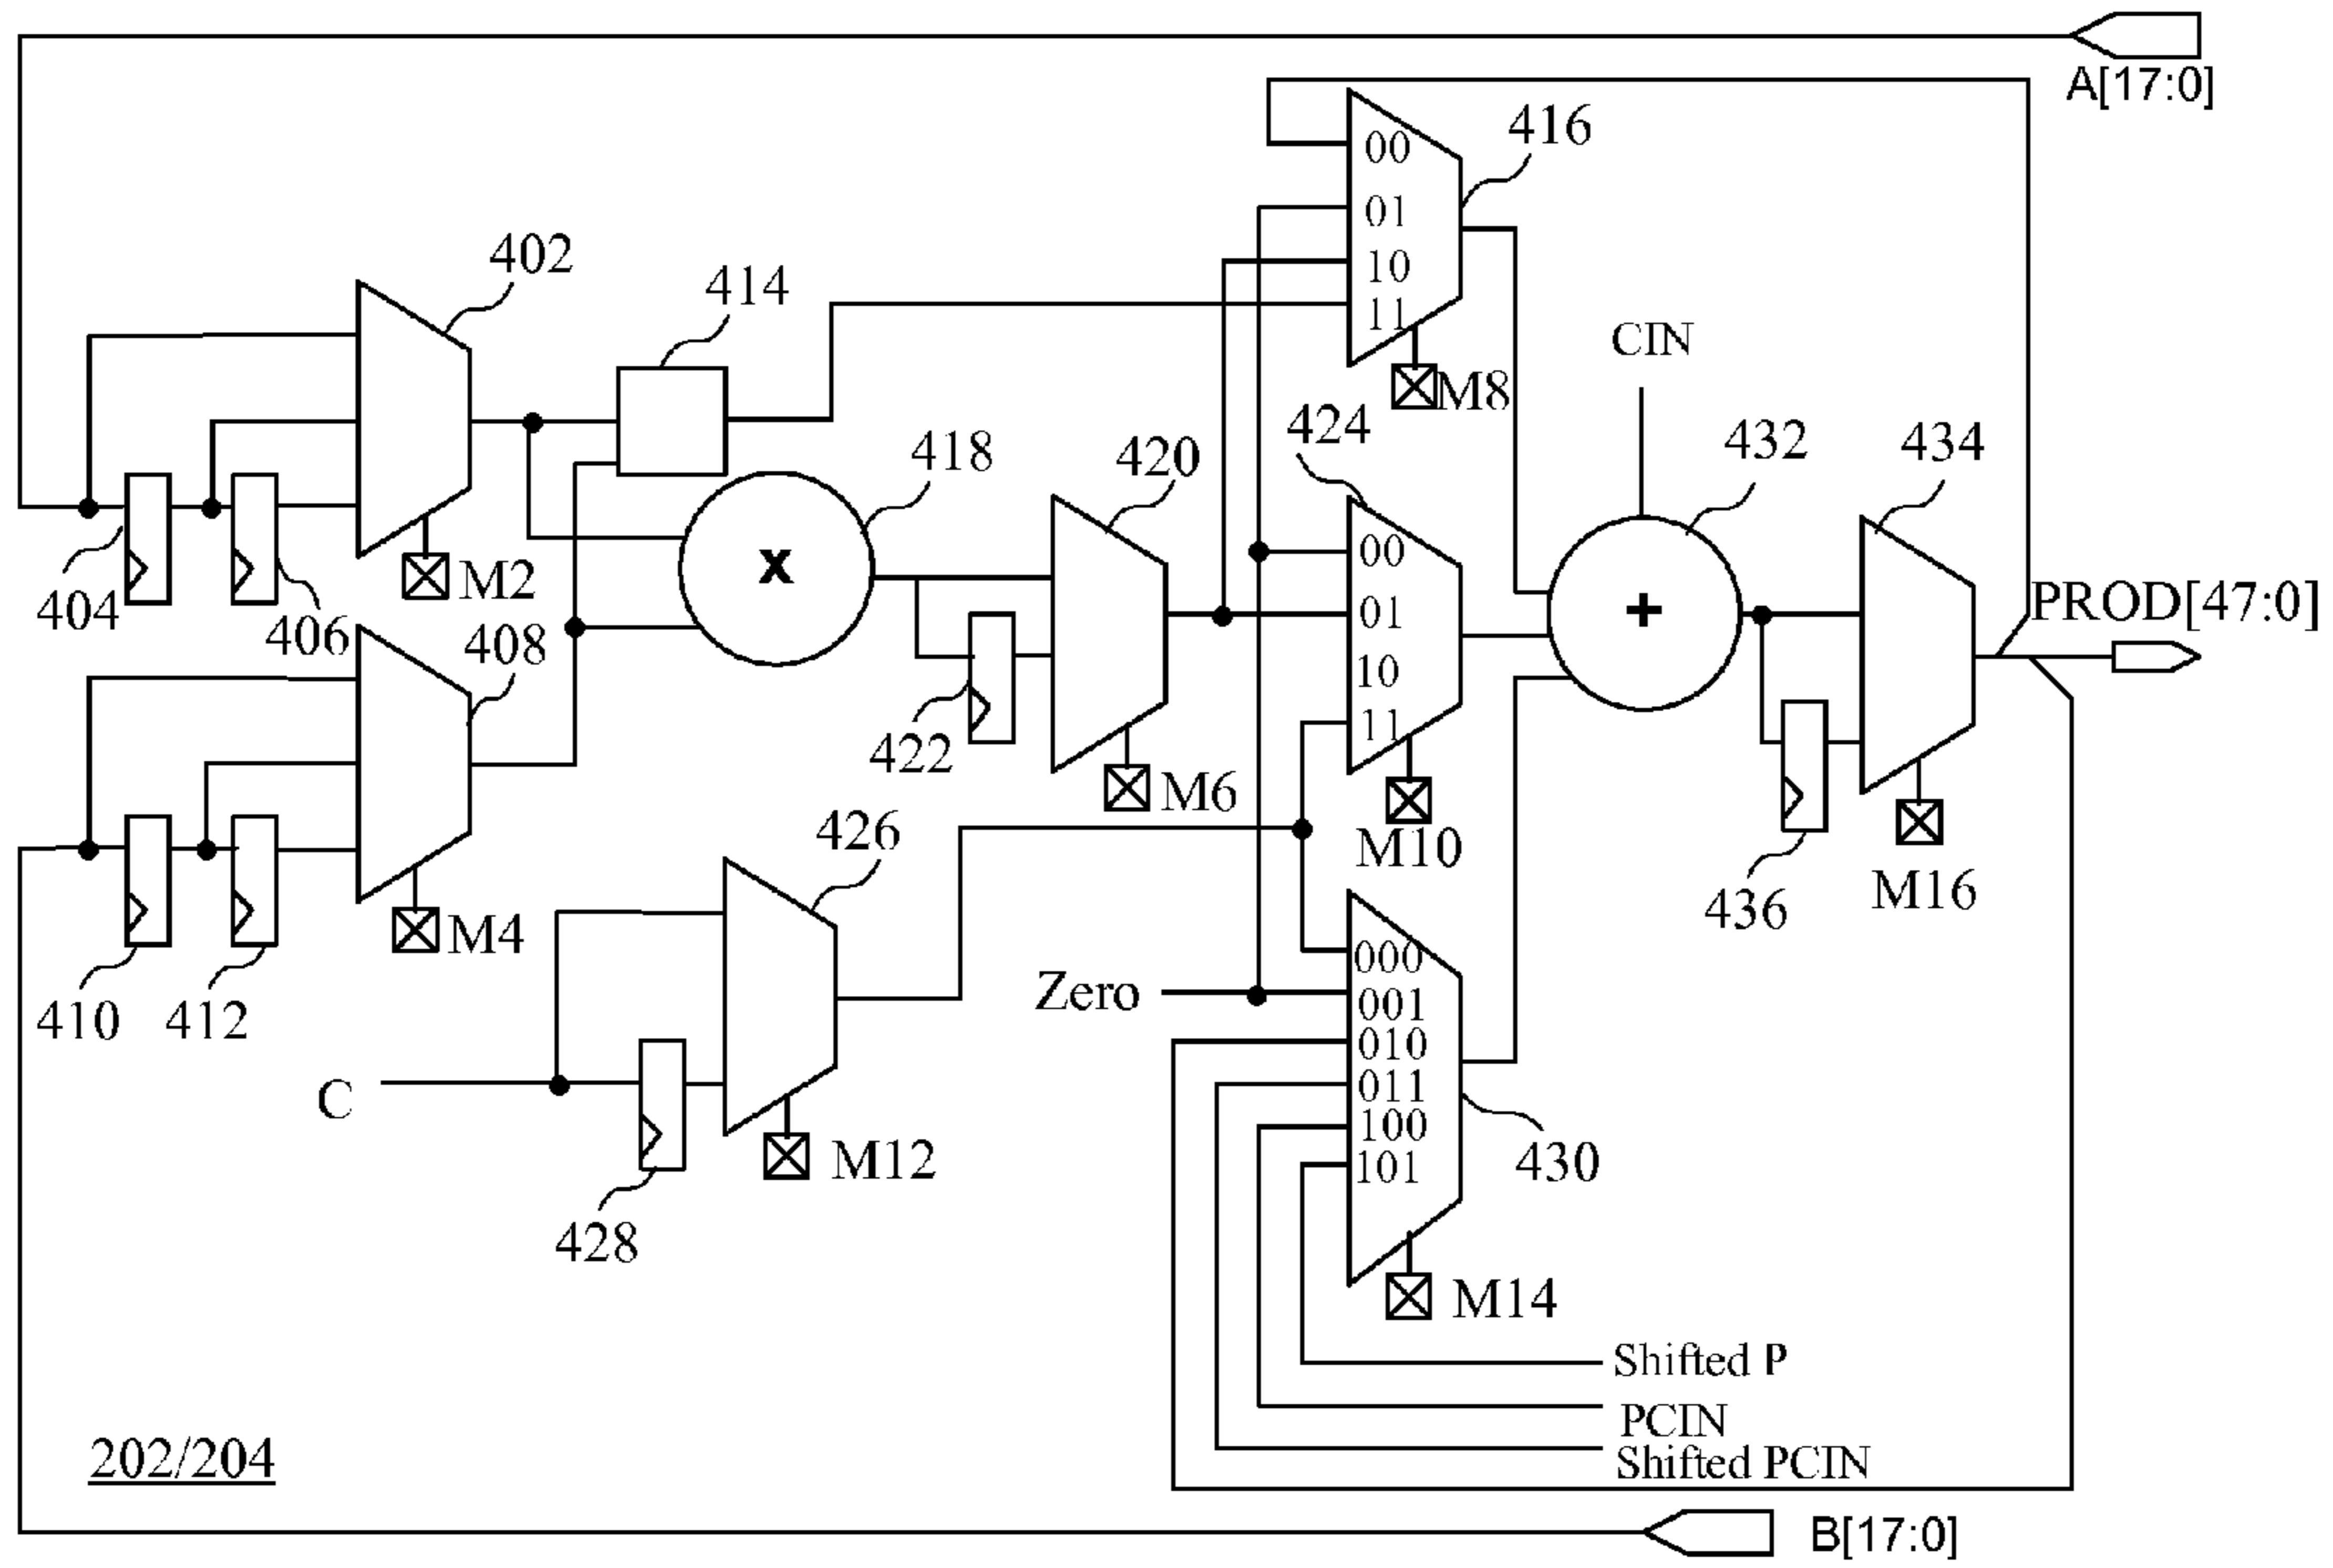 A[17:0]
416
00
01
10
11
M8
402
414
CIN
418
420
424
432
434
x
+
00
01
10
11
M10
PROD[47:0]
404
406
M2
408
422
M6
426
436
M16
M4
410
412
Zero
000
001
010
011
100
101
430
C
M12
428
M14
Shifted P
PCIN
Shifted PCIN
202/204
B[17:0]